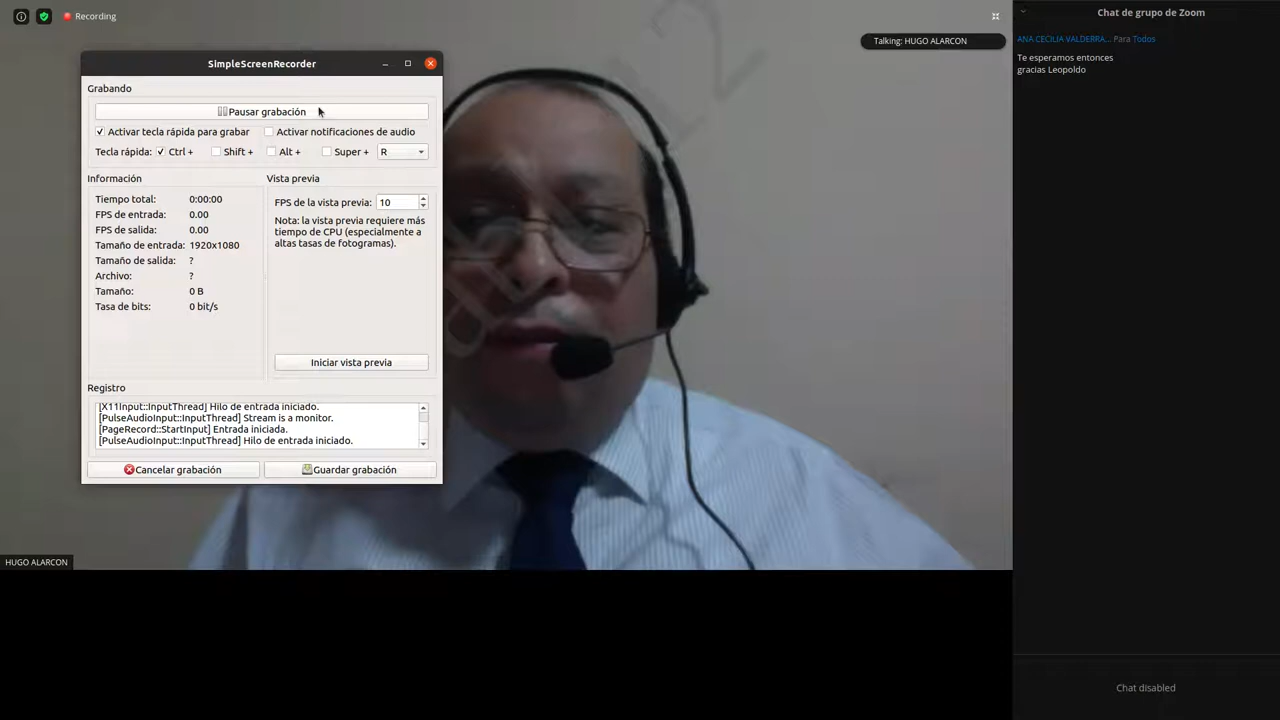 Recording
Talking: HUGO ALARCON
SimpleScreenRecorder
Grabando
Pausar grabación
Activar tecla rápida para grabar
Activar notificaciones de audio
Tecla rápida: Ctrl + Shift + Alt + Super + R
Información
Tiempo total: 0:00:00
FPS de entrada: 0.00
FPS de salida: 0.00
Tamaño de entrada: 1920x1080
Tamaño de salida: ?
Archivo: ?
Tamaño: 0 B
Tasa de bits: 0 bit/s
Vista previa
FPS de la vista previa: 10
Nota: la vista previa requiere más
tiempo de CPU (especialmente a
altas tasas de fotogramas).
Iniciar vista previa
Registro
[X11Input::InputThread] Hilo de entrada iniciado.
[PulseAudioInput::InputThread] Stream is a monitor.
[PageRecord::StartInput] Entrada iniciada.
[PulseAudioInput::InputThread] Hilo de entrada iniciado.
Cancelar grabación
Guardar grabación
HUGO ALARCON
Chat de grupo de Zoom
ANA CECILIA VALDERRA... Para Todos
Te esperamos entonces
gracias Leopoldo
Chat disabled